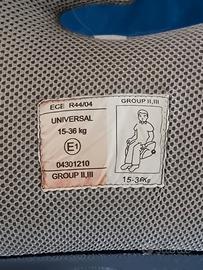 ECE R44/04
UNIVERSAL
15-36 kg
E1
04301210
GROUP II,III
GROUP II,III
15-36Kg